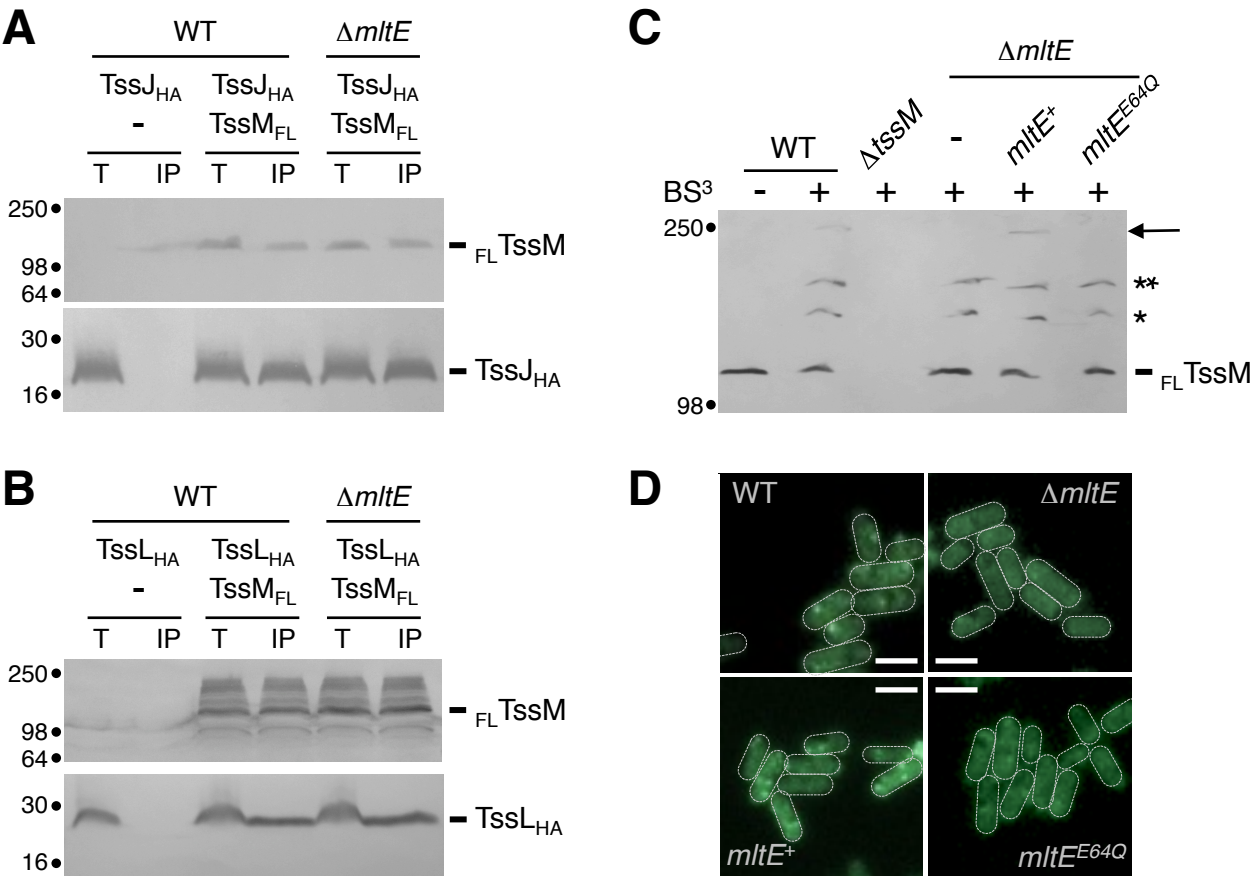 A
WT ΔmltE
TssJHA TssJHA TssJHA
- TssMFL TssMFL
T IP T IP T IP
250
98
64
FLTssM
30
16
TssJHA
B
WT ΔmltE
TssLHA TssLHA TssLHA
- TssMFL TssMFL
T IP T IP T IP
250
98
64
FLTssM
30
16
TssLHA
C
ΔmltE
WT ΔtssM - mltE+ mltEE64Q
BS3 - + + + + +
250
**
*
FLTssM
98
D
WT ΔmltE
mltE+ mltEE64Q